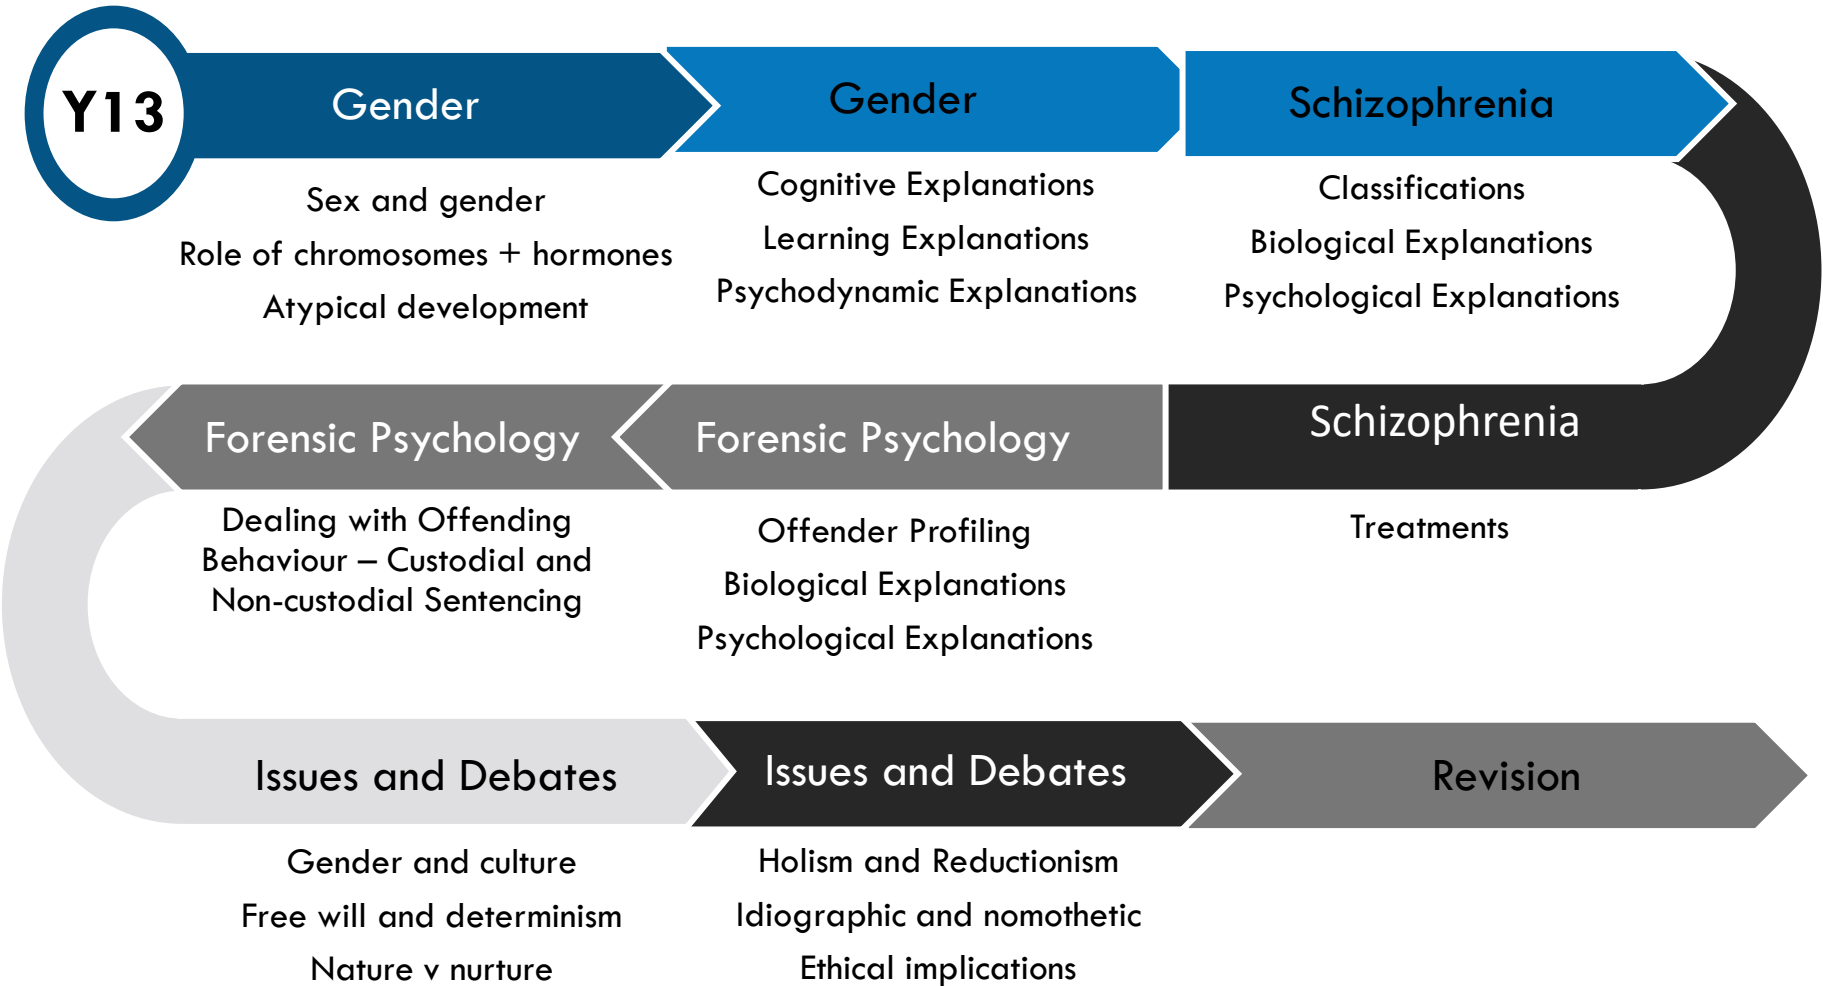 Y13
Gender
Sex and gender
Role of chromosomes + hormones
Atypical development
Gender
Cognitive Explanations
Learning Explanations
Psychodynamic Explanations
Schizophrenia
Classifications
Biological Explanations
Psychological Explanations
Schizophrenia
Treatments
Forensic Psychology
Offender Profiling
Biological Explanations
Psychological Explanations
Forensic Psychology
Dealing with Offending
Behaviour – Custodial and
Non-custodial Sentencing
Issues and Debates
Gender and culture
Free will and determinism
Nature v nurture
Issues and Debates
Holism and Reductionism
Idiographic and nomothetic
Ethical implications
Revision